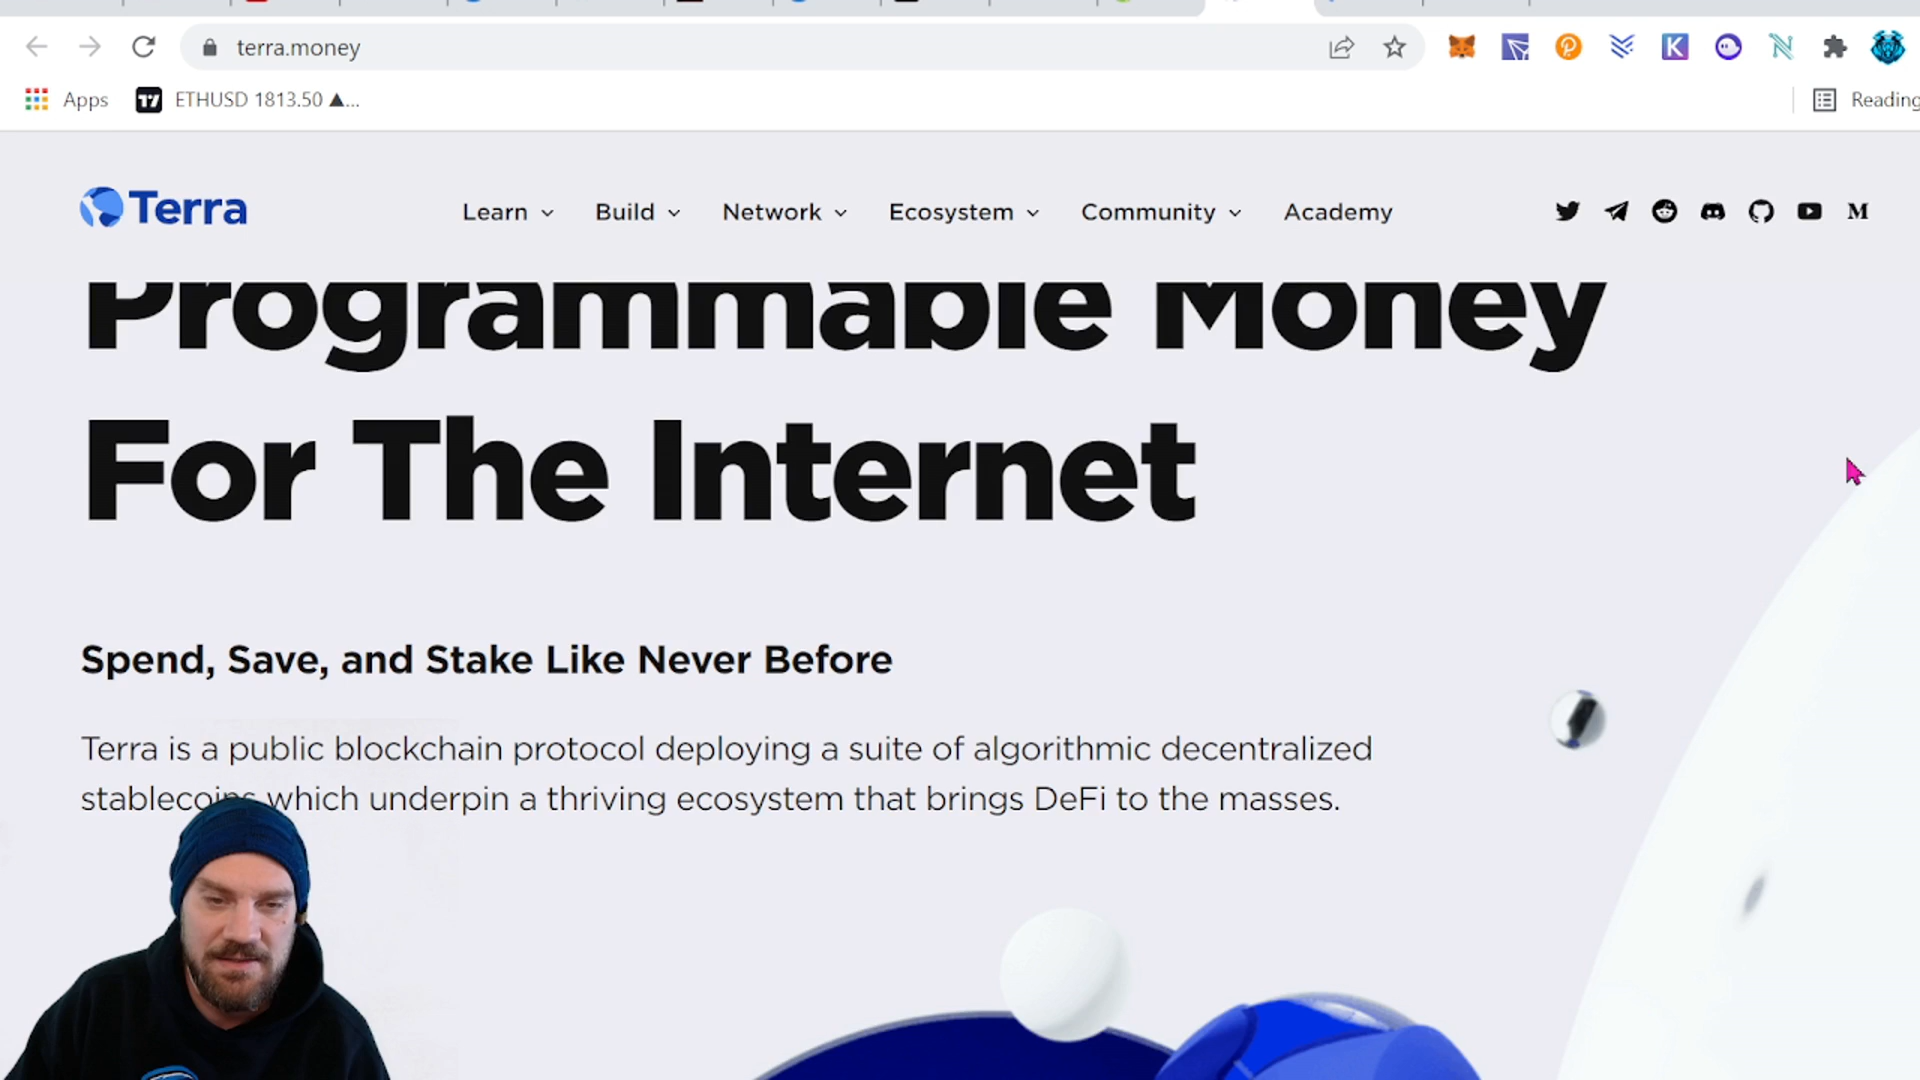 terra.money
Apps
ETHUSD 1813.50 ▲...
Reading
Terra
Learn
Build
Network
Ecosystem
Community
Academy
M
Programmable Money
For The Internet
Spend, Save, and Stake Like Never Before
Terra is a public blockchain protocol deploying a suite of algorithmic decentralized
stablecoins which underpin a thriving ecosystem that brings DeFi to the masses.